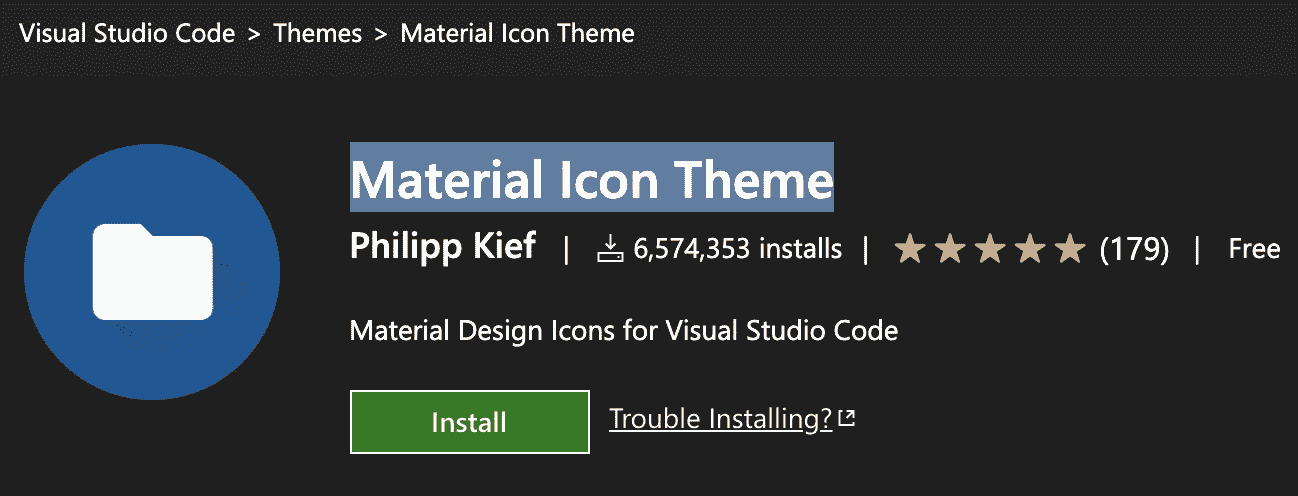 Visual Studio Code > Themes > Material Icon Theme
Material Icon Theme
Philipp Kief | 6,574,353 installs | (179) | Free
Material Design Icons for Visual Studio Code
Install Trouble Installing?